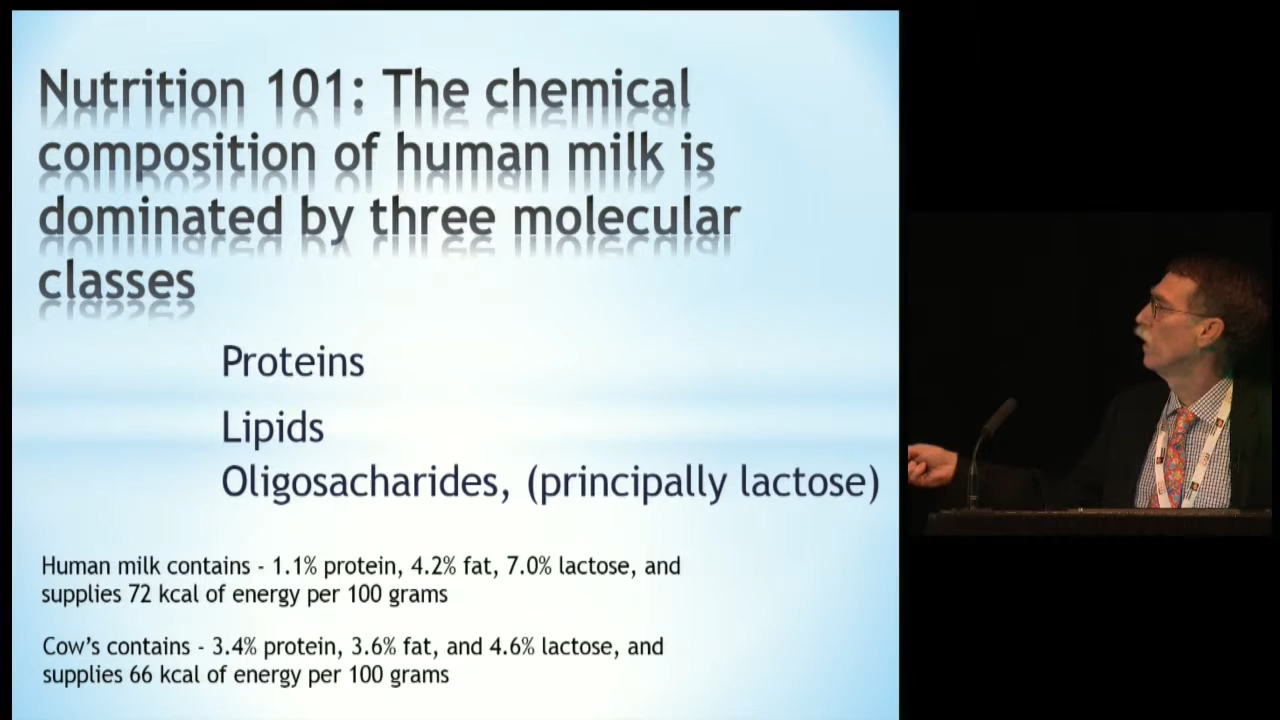 Nutrition 101: The chemical
composition of human milk is
dominated by three molecular
classes
Proteins
Lipids
Oligosacharides, (principally lactose)
Human milk contains - 1.1% protein, 4.2% fat, 7.0% lactose, and
supplies 72 kcal of energy per 100 grams
Cow's contains - 3.4% protein, 3.6% fat, and 4.6% lactose, and
supplies 66 kcal of energy per 100 grams